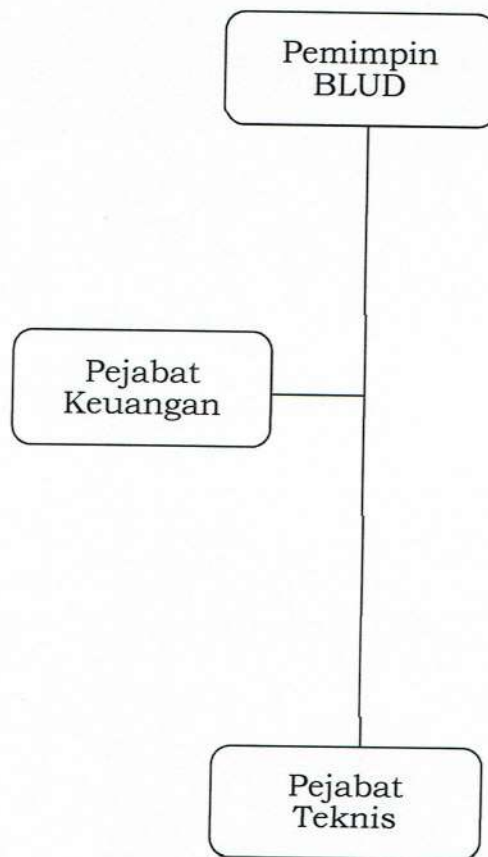 Pemimpin
BLUD
Pejabat
Keuangan
Pejabat
Teknis